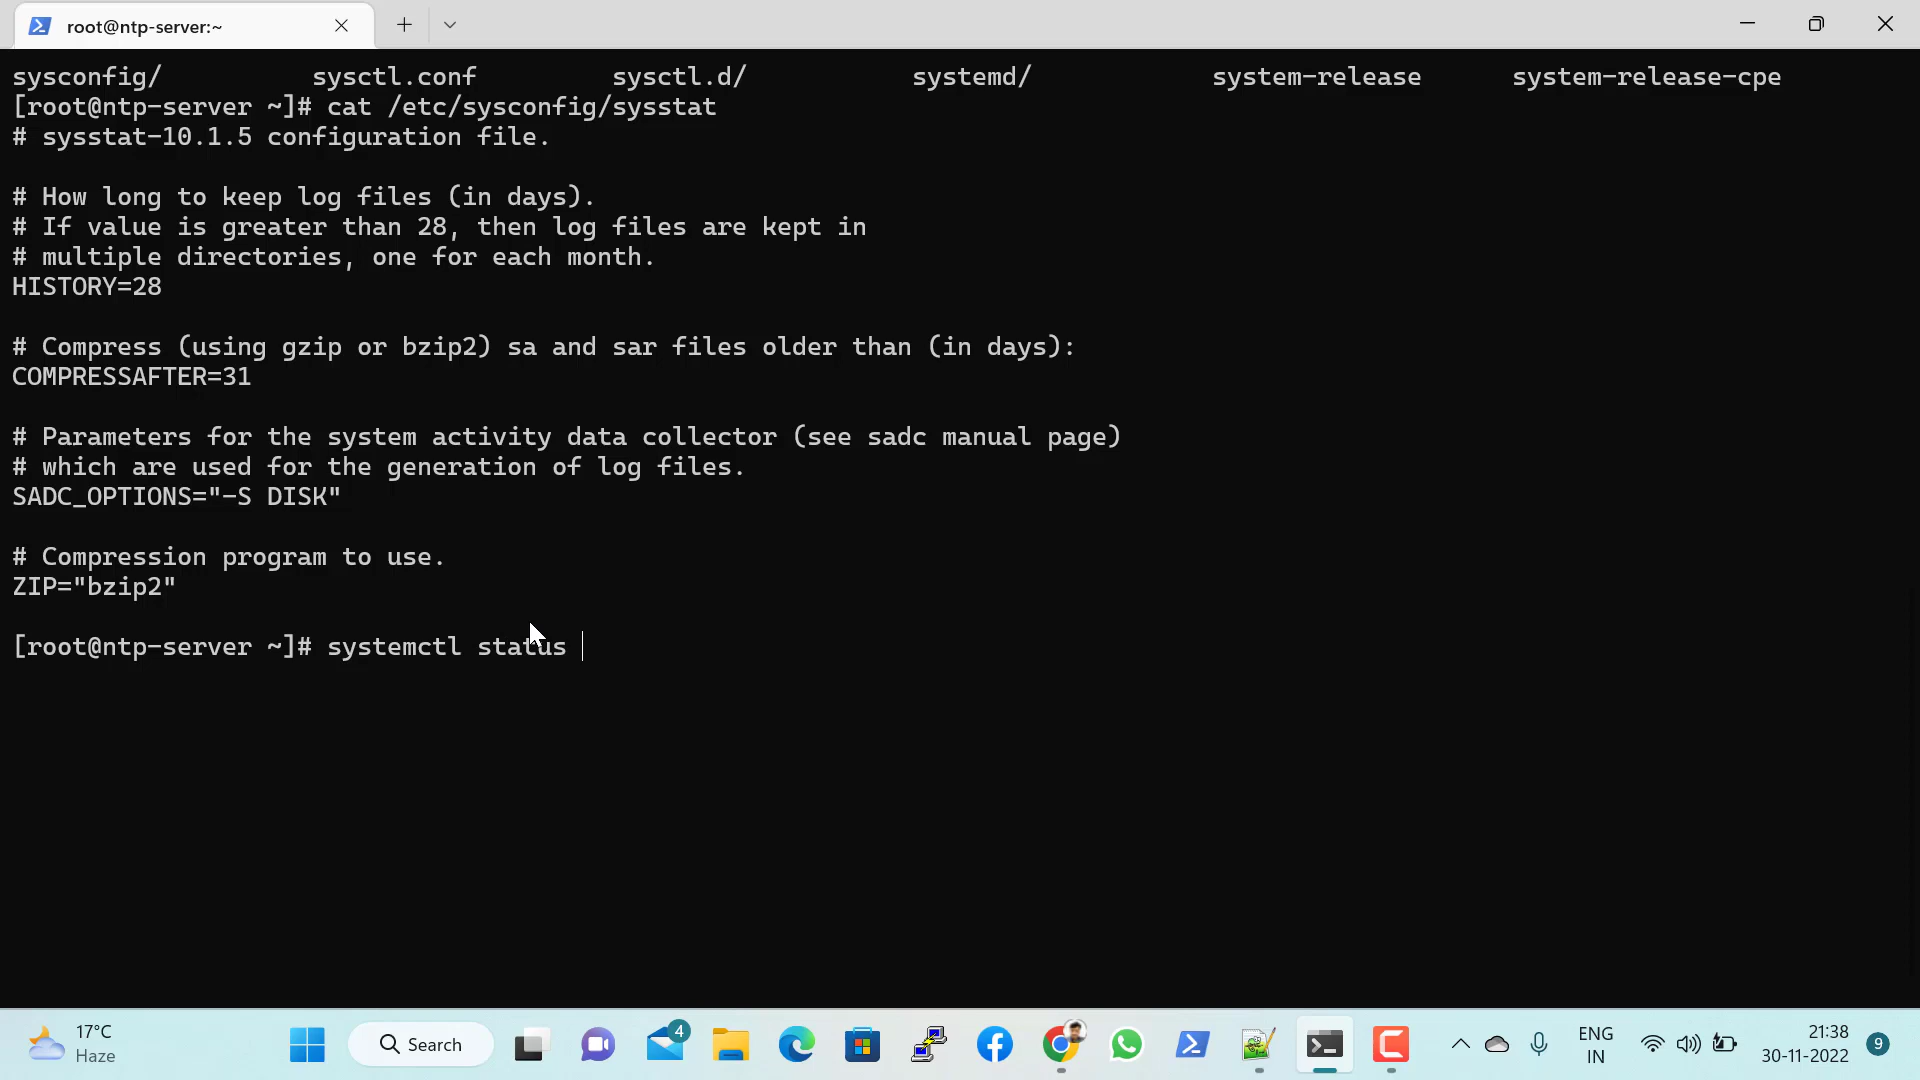 root@ntp-server:~
sysconfig/ sysctl.conf sysctl.d/ systemd/ system-release system-release-cpe
[root@ntp-server ~]# cat /etc/sysconfig/sysstat
# sysstat-10.1.5 configuration file.
# How long to keep log files (in days).
# If value is greater than 28, then log files are kept in
# multiple directories, one for each month.
HISTORY=28
# Compress (using gzip or bzip2) sa and sar files older than (in days):
COMPRESSAFTER=31
# Parameters for the system activity data collector (see sadc manual page)
# which are used for the generation of log files.
SADC_OPTIONS="-S DISK"
# Compression program to use.
ZIP="bzip2"
[root@ntp-server ~]# systemctl status
17°C
Haze
Search
4
ENG
IN
21:38
30-11-2022
9